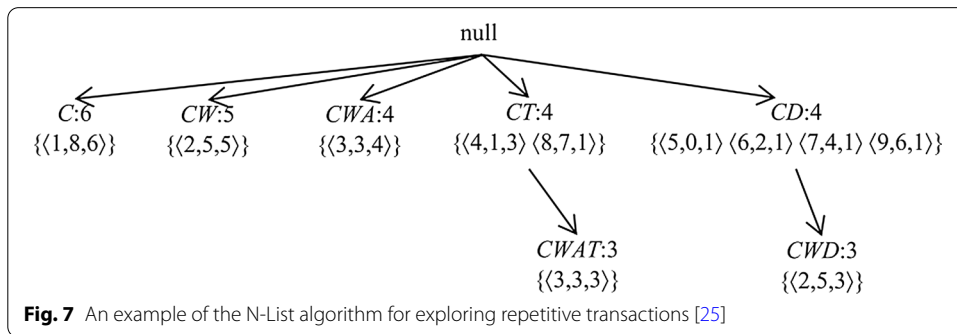 null
C:6 CW:5 CWA:4 CT:4 CD:4
{⟨1,8,6⟩} {⟨2,5,5⟩} {⟨3,3,4⟩} {⟨4,1,3⟩ ⟨8,7,1⟩} {⟨5,0,1⟩ ⟨6,2,1⟩ ⟨7,4,1⟩ ⟨9,6,1⟩}
CWAT:3 CWD:3
{⟨3,3,3⟩} {⟨2,5,3⟩}
Fig. 7 An example of the N-List algorithm for exploring repetitive transactions [25]